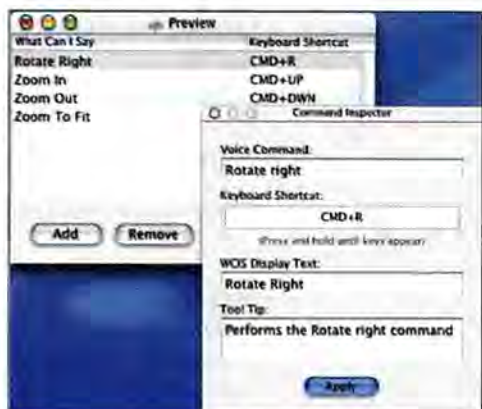 Preview
What Can I Say Keyboard Shortcut
Rotate Right CMD+R
Zoom In CMD+UP
Zoom Out CMD+DWN
Zoom To Fit
Add Remove
Command Inspector
Voice Command:
Rotate right
Keyboard Shortcut:
CMD+R
(Press and hold until keys appear)
WCIS Display Text:
Rotate Right
Tool Tip:
Performs the Rotate right command
Apply